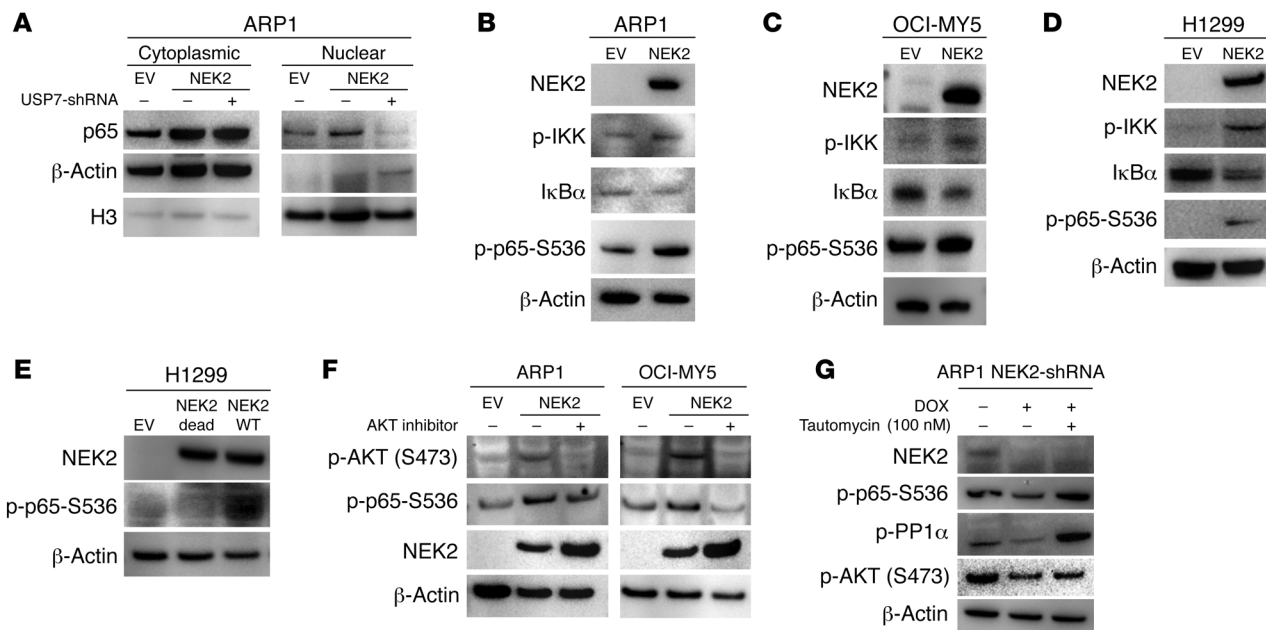 A
ARP1
Cytoplasmic Nuclear
EV NEK2 EV NEK2
USP7-shRNA – – + – – +
p65
β-Actin
H3
B
ARP1
EV NEK2
NEK2
p-IKK
IκBα
p-p65-S536
β-Actin
C
OCI-MY5
EV NEK2
NEK2
p-IKK
IκBα
p-p65-S536
β-Actin
D
H1299
EV NEK2
NEK2
p-IKK
IκBα
p-p65-S536
β-Actin
E
H1299
NEK2 NEK2
EV dead WT
NEK2
p-p65-S536
β-Actin
F
ARP1 OCI-MY5
EV NEK2 EV NEK2
AKT inhibitor – – + – – +
p-AKT (S473)
p-p65-S536
NEK2
β-Actin
G
ARP1 NEK2-shRNA
DOX – + +
Tautomycin (100 nM) – – +
NEK2
p-p65-S536
p-PP1α
p-AKT (S473)
β-Actin